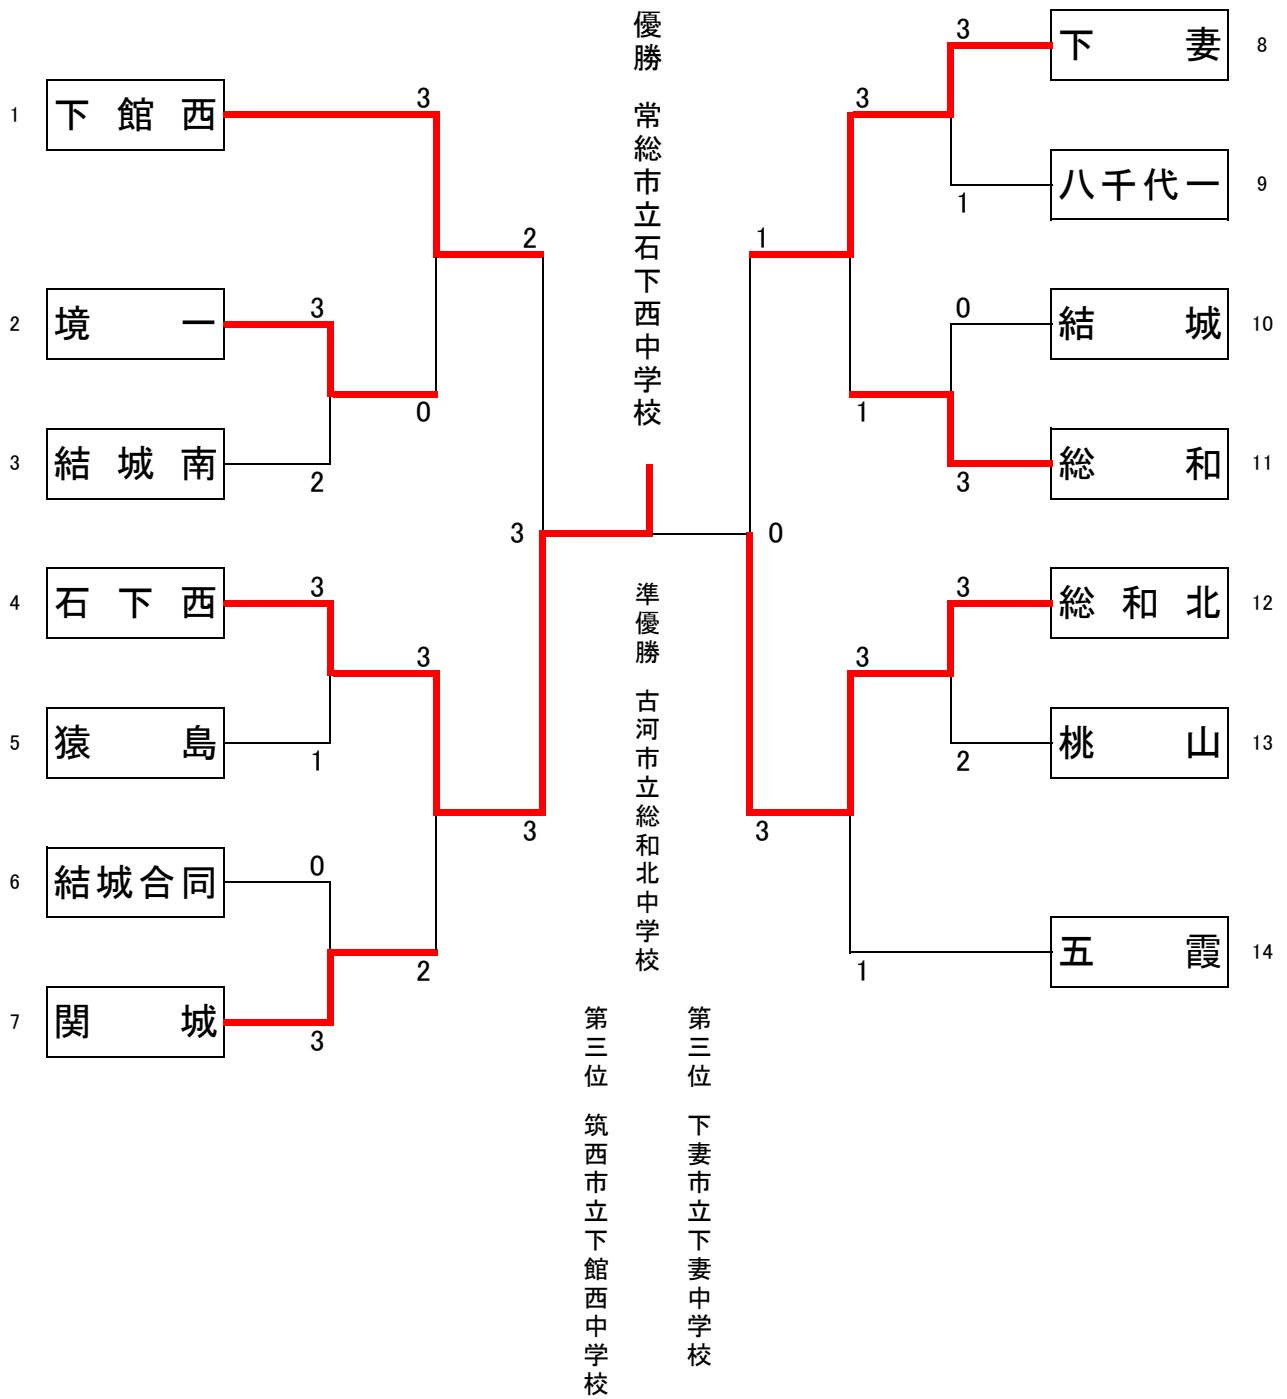 優勝 常総市立石下西中学校
1 下館西 3
2 境一 3
0
3 結城南 2
2
4 石下西 3
3
5 猿島 1
3
3
6 結城合同 0
2
7 関城 3
3 下妻 8
3
1 八千代一 9
1
0 結城 10
1
3 総和 11
0
3 総和北 12
3
2 桃山 13
3
1 五霞 14
準優勝 古河市立総和北中学校
第三位 下妻市立下妻中学校
第三位 筑西市立下館西中学校